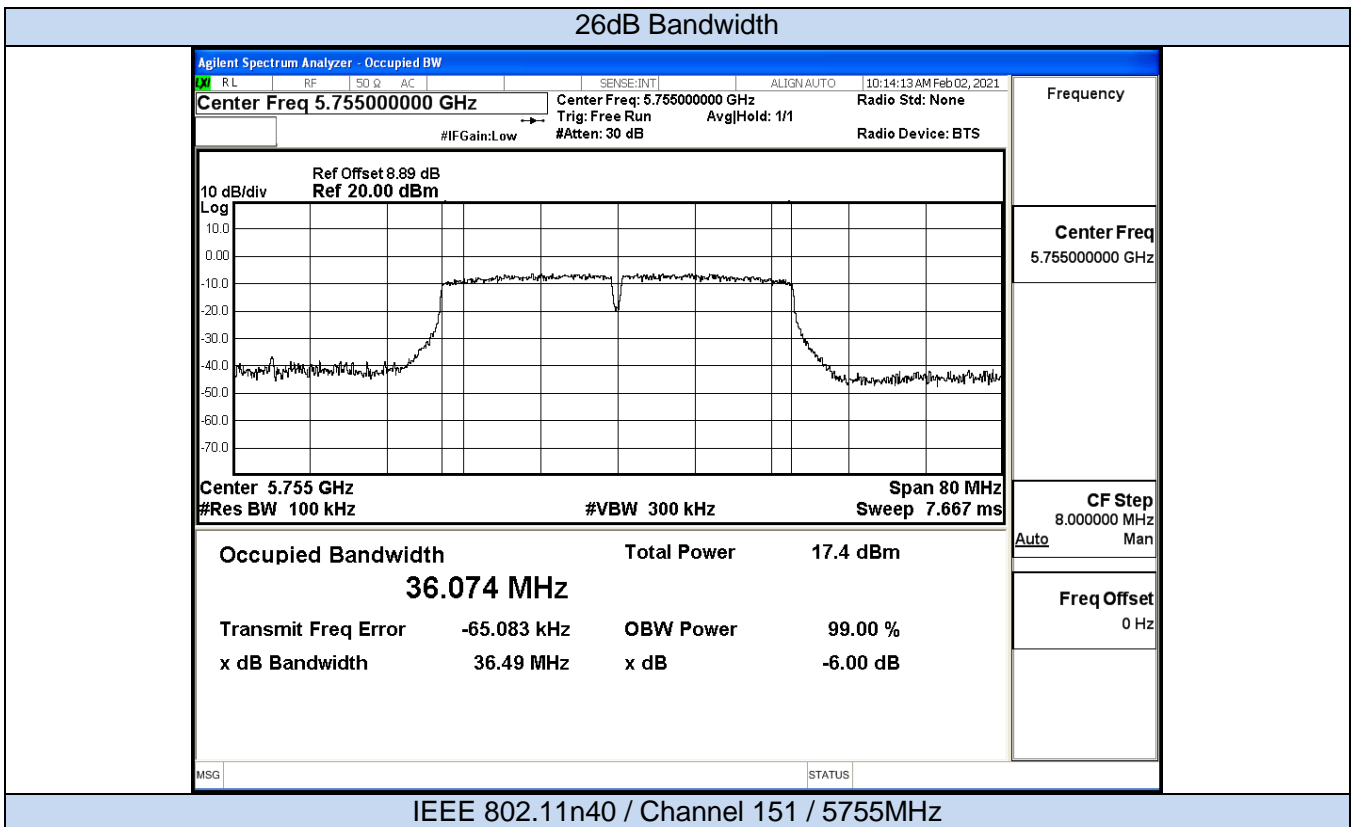 26dB Bandwidth
Agilent Spectrum Analyzer - Occupied BW
LXI RL RF 50 Ω AC SENSE:INT ALIGN AUTO 10:14:13 AM Feb 02, 2021
Center Freq 5.755000000 GHz
Center Freq: 5.755000000 GHz
Radio Std: None
Trig: Free Run Avg|Hold: 1/1
#IFGain:Low #Atten: 30 dB Radio Device: BTS
Ref Offset 8.89 dB
10 dB/div Ref 20.00 dBm
Log
10.0
0.00
-10.0
-20.0
-30.0
-40.0
-50.0
-60.0
-70.0
Center 5.755 GHz Span 80 MHz
#Res BW 100 kHz #VBW 300 kHz Sweep 7.667 ms
Occupied Bandwidth Total Power 17.4 dBm
36.074 MHz
Transmit Freq Error -65.083 kHz OBW Power 99.00 %
x dB Bandwidth 36.49 MHz x dB -6.00 dB
MSG STATUS
Frequency
Center Freq
5.755000000 GHz
CF Step
8.000000 MHz
Auto Man
Freq Offset
0 Hz
IEEE 802.11n40 / Channel 151 / 5755MHz